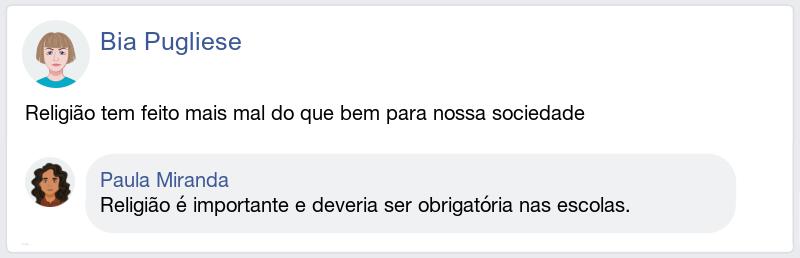 Bia Pugliese
Religião tem feito mais mal do que bem para nossa sociedade
Paula Miranda
Religião é importante e deveria ser obrigatória nas escolas.